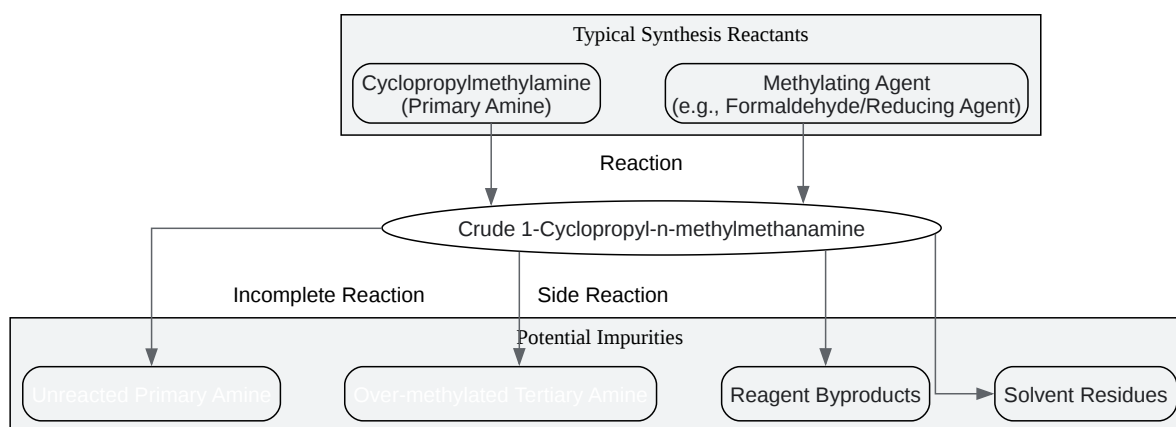 Typical Synthesis Reactants
Cyclopropylmethylamine
(Primary Amine)
Methylating Agent
(e.g., Formaldehyde/Reducing Agent)
Reaction
Crude 1-Cyclopropyl-n-methylmethanamine
Incomplete Reaction
Side Reaction
Potential Impurities
Unreacted Primary Amine
Over-methylated Tertiary Amine
Reagent Byproducts
Solvent Residues